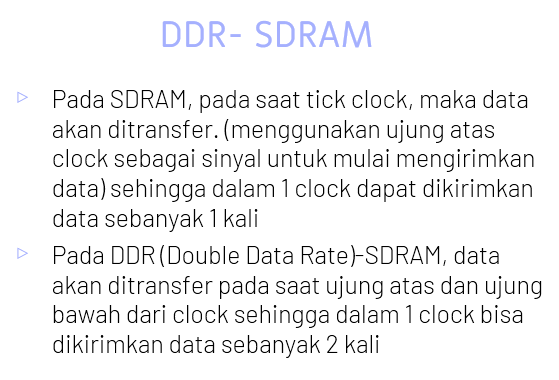 DDR- SDRAM
Pada SDRAM, pada saat tick clock, maka data
akan ditransfer. (menggunakan ujung atas
clock sebagai sinyal untuk mulai mengirimkan
data) sehingga dalam 1 clock dapat dikirimkan
data sebanyak 1 kali
Pada DDR (Double Data Rate)-SDRAM, data
akan ditransfer pada saat ujung atas dan ujung
bawah dari clock sehingga dalam 1 clock bisa
dikirimkan data sebanyak 2 kali